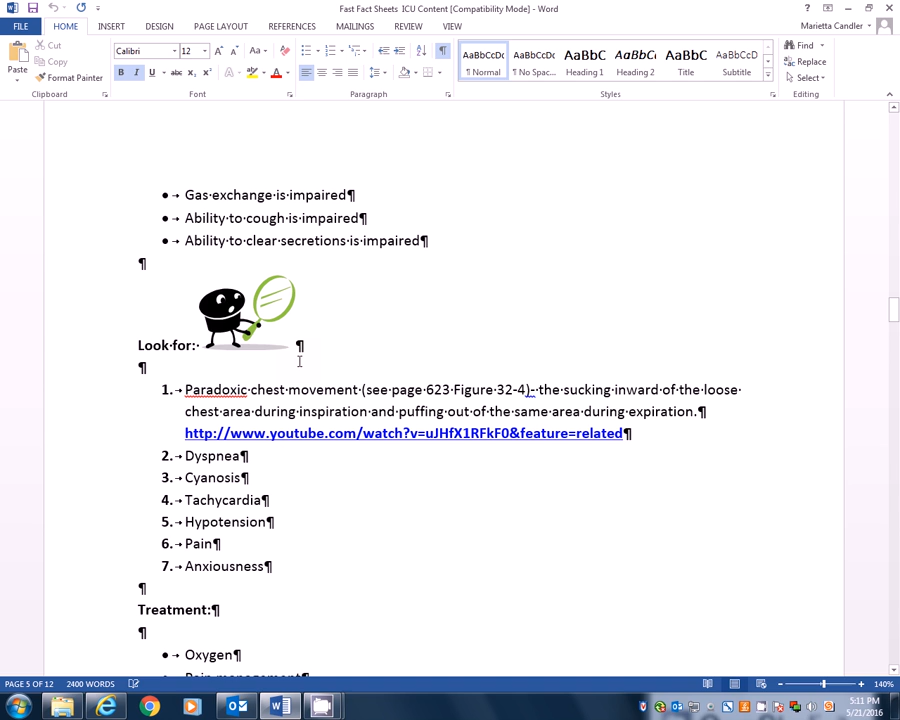 Fast Fact Sheets ICU Content [Compatibility Mode] - Word
FILE HOME INSERT DESIGN PAGE LAYOUT REFERENCES MAILINGS REVIEW VIEW Marietta Candler
Paste Cut Copy Format Painter
Calibri 12
AaBbCcDc AaBbCcDc AaBbC AaBbCc AaBbC AaBbCcD
¶ Normal ¶ No Spac... Heading 1 Heading 2 Title Subtitle
Find Replace Select
Clipboard Font Paragraph Styles Editing
• Gas exchange is impaired¶
• Ability to cough is impaired¶
• Ability to clear secretions is impaired¶
¶
Look for: ¶
¶
1. Paradoxic chest movement (see page 623 Figure 32-4)- the sucking inward of the loose
chest area during inspiration and puffing out of the same area during expiration.¶
http://www.youtube.com/watch?v=uJHfX1RFkF0&feature=related¶
2. Dyspnea¶
3. Cyanosis¶
4. Tachycardia¶
5. Hypotension¶
6. Pain¶
7. Anxiousness¶
¶
Treatment:¶
¶
• Oxygen¶
Pain management¶
PAGE 5 OF 12 2400 WORDS 140%
5:11 PM
5/21/2016